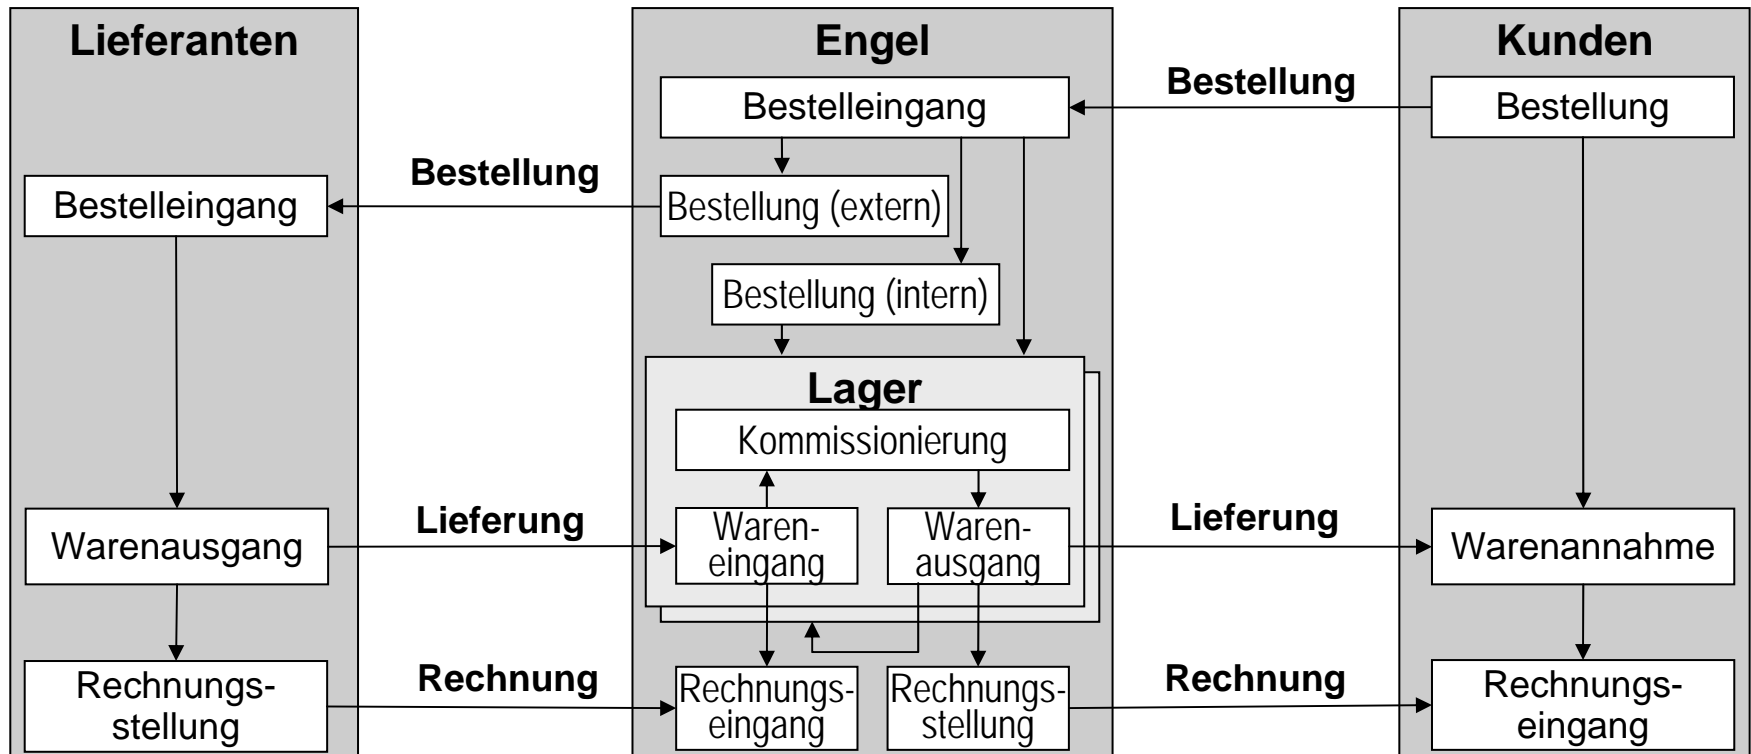 Lieferanten
Engel
Kunden
Bestelleingang
Bestellung
Bestellung
Bestellung
Bestelleingang
Bestellung (extern)
Bestellung (intern)
Lager
Kommissionierung
Warenausgang
Lieferung
Waren-
eingang
Waren-
ausgang
Lieferung
Warenannahme
Rechnungs-
stellung
Rechnung
Rechnungs-
eingang
Rechnungs-
stellung
Rechnung
Rechnungs-
eingang